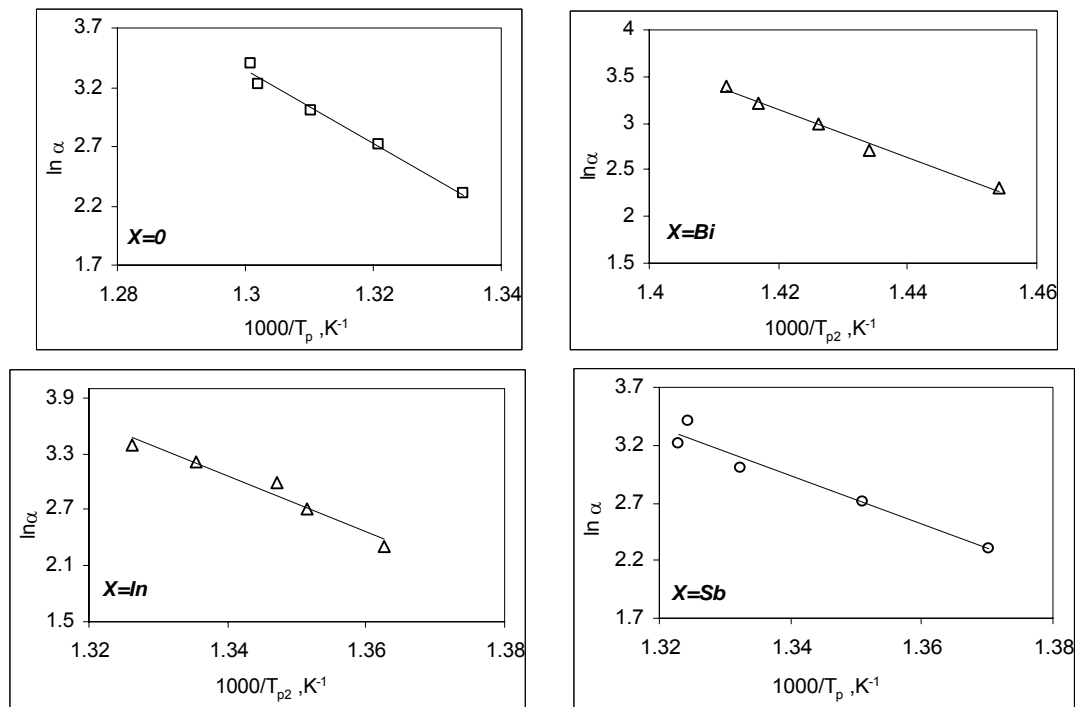 3.7
3.2
2.7
2.2
1.7
ln α
X=0
1.28 1.3 1.32 1.34
1000/Tp ,K-1
4
3.5
3
2.5
2
1.5
lnα
X=Bi
1.4 1.42 1.44 1.46
1000/Tp2 ,K-1
3.9
3.3
2.7
2.1
1.5
lnα
X=In
1.32 1.34 1.36 1.38
1000/Tp2 ,K-1
3.7
3.2
2.7
2.2
1.7
ln α
X=Sb
1.32 1.34 1.36 1.38
1000/Tp ,K-1